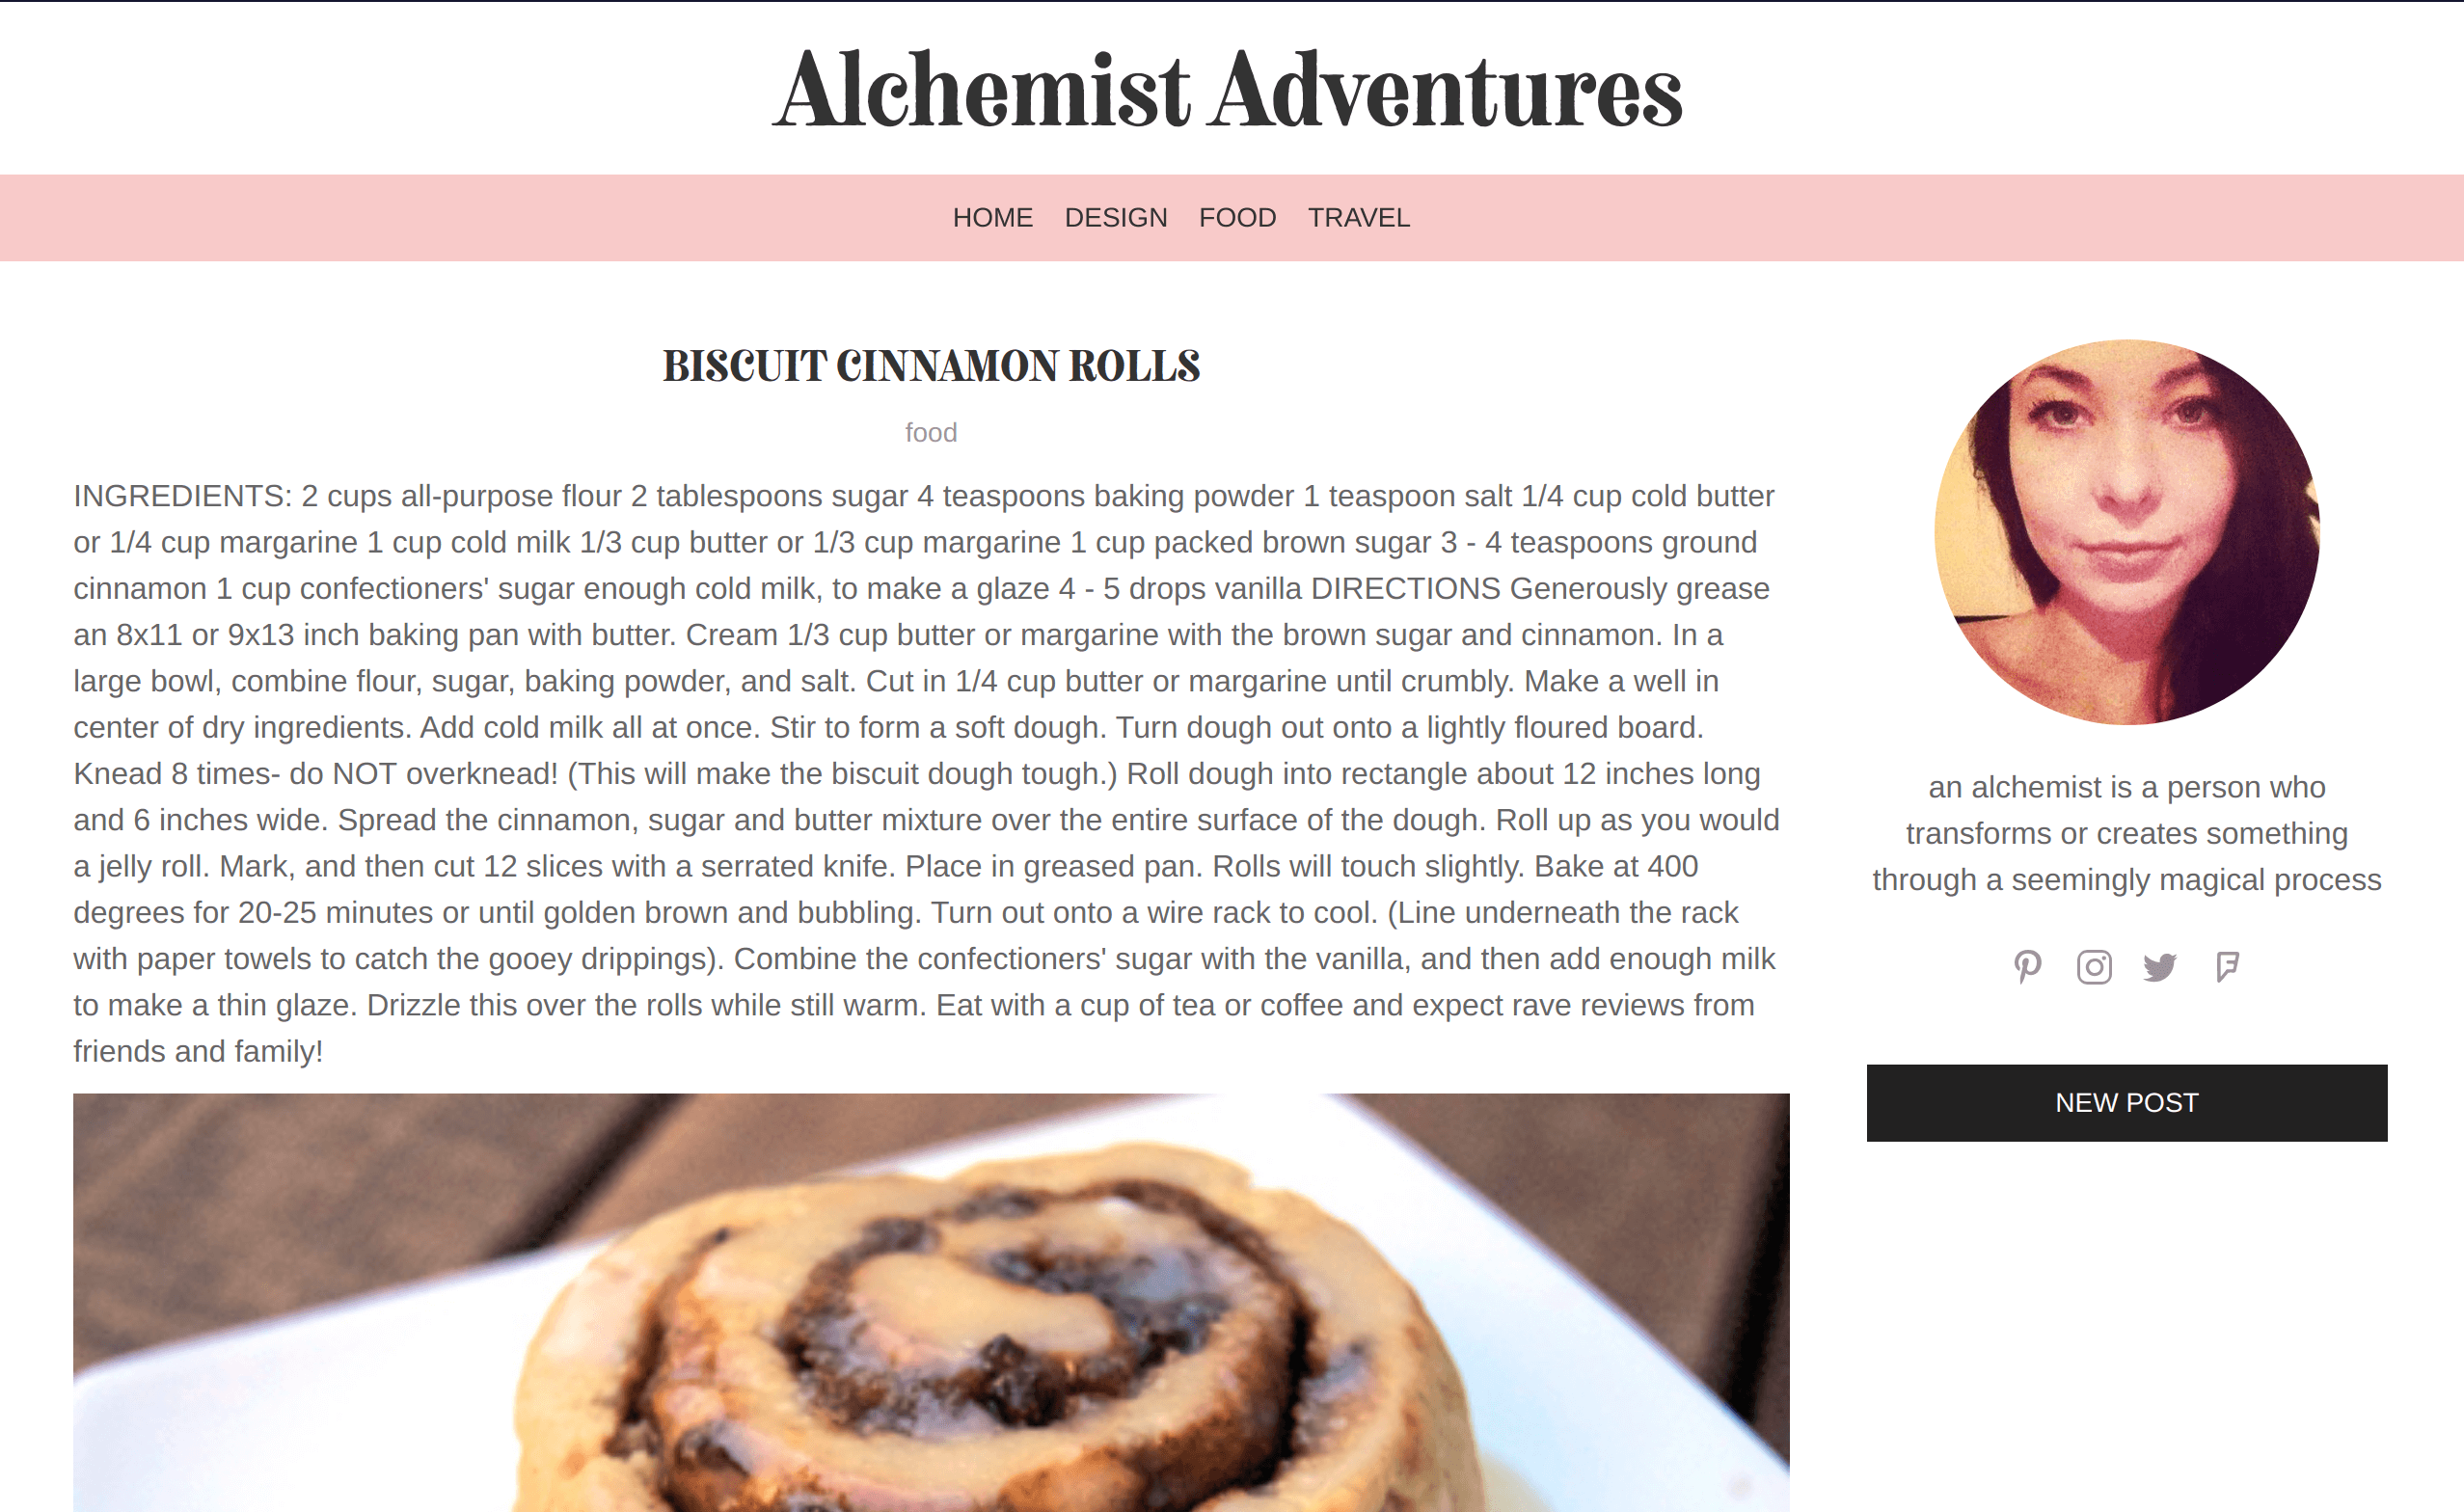 Alchemist Adventures
HOME DESIGN FOOD TRAVEL
BISCUIT CINNAMON ROLLS
food
INGREDIENTS: 2 cups all-purpose flour 2 tablespoons sugar 4 teaspoons baking powder 1 teaspoon salt 1/4 cup cold butter
or 1/4 cup margarine 1 cup cold milk 1/3 cup butter or 1/3 cup margarine 1 cup packed brown sugar 3 - 4 teaspoons ground
cinnamon 1 cup confectioners' sugar enough cold milk, to make a glaze 4 - 5 drops vanilla DIRECTIONS Generously grease
an 8x11 or 9x13 inch baking pan with butter. Cream 1/3 cup butter or margarine with the brown sugar and cinnamon. In a
large bowl, combine flour, sugar, baking powder, and salt. Cut in 1/4 cup butter or margarine until crumbly. Make a well in
center of dry ingredients. Add cold milk all at once. Stir to form a soft dough. Turn dough out onto a lightly floured board.
Knead 8 times- do NOT overknead! (This will make the biscuit dough tough.) Roll dough into rectangle about 12 inches long
and 6 inches wide. Spread the cinnamon, sugar and butter mixture over the entire surface of the dough. Roll up as you would
a jelly roll. Mark, and then cut 12 slices with a serrated knife. Place in greased pan. Rolls will touch slightly. Bake at 400
degrees for 20-25 minutes or until golden brown and bubbling. Turn out onto a wire rack to cool. (Line underneath the rack
with paper towels to catch the gooey drippings). Combine the confectioners' sugar with the vanilla, and then add enough milk
to make a thin glaze. Drizzle this over the rolls while still warm. Eat with a cup of tea or coffee and expect rave reviews from
friends and family!
an alchemist is a person who
transforms or creates something
through a seemingly magical process
NEW POST